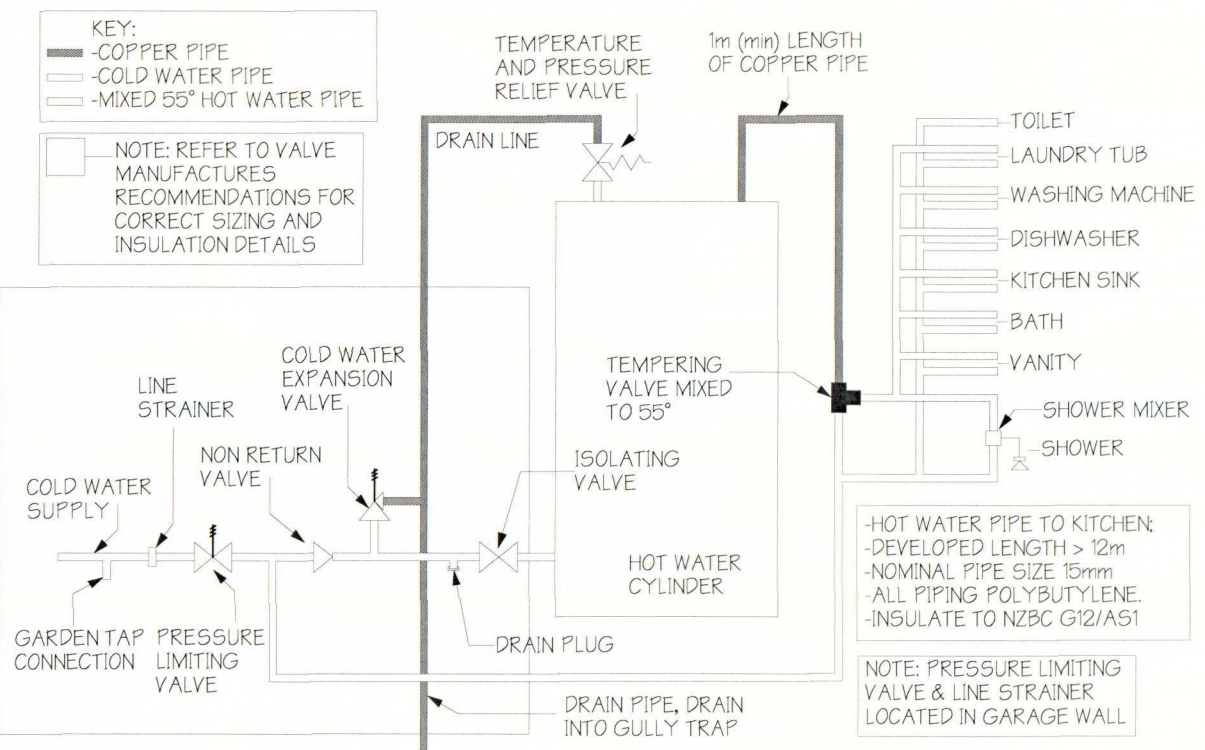 KEY:
-COPPER PIPE
-COLD WATER PIPE
-MIXED 55° HOT WATER PIPE
NOTE: REFER TO VALVE
MANUFACTURES
RECOMMENDATIONS FOR
CORRECT SIZING AND
INSULATION DETAILS
TEMPERATURE
AND PRESSURE
RELIEF VALVE
1m (min) LENGTH
OF COPPER PIPE
DRAIN LINE
TOILET
LAUNDRY TUB
WASHING MACHINE
DISHWASHER
KITCHEN SINK
BATH
VANITY
SHOWER MIXER
SHOWER
COLD WATER
EXPANSION
VALVE
LINE
STRAINER
NON RETURN
VALVE
COLD WATER
SUPPLY
TEMPERING
VALVE MIXED
TO 55°
ISOLATING
VALVE
HOT WATER
CYLINDER
GARDEN TAP
CONNECTION
PRESSURE
LIMITING
VALVE
DRAIN PLUG
DRAIN PIPE, DRAIN
INTO GULLY TRAP
-HOT WATER PIPE TO KITCHEN;
-DEVELOPED LENGTH > 12m
-NOMINAL PIPE SIZE 15mm
-ALL PIPING POLYBUTYLENE.
-INSULATE TO NZBC G12/AS1
NOTE: PRESSURE LIMITING
VALVE & LINE STRAINER
LOCATED IN GARAGE WALL